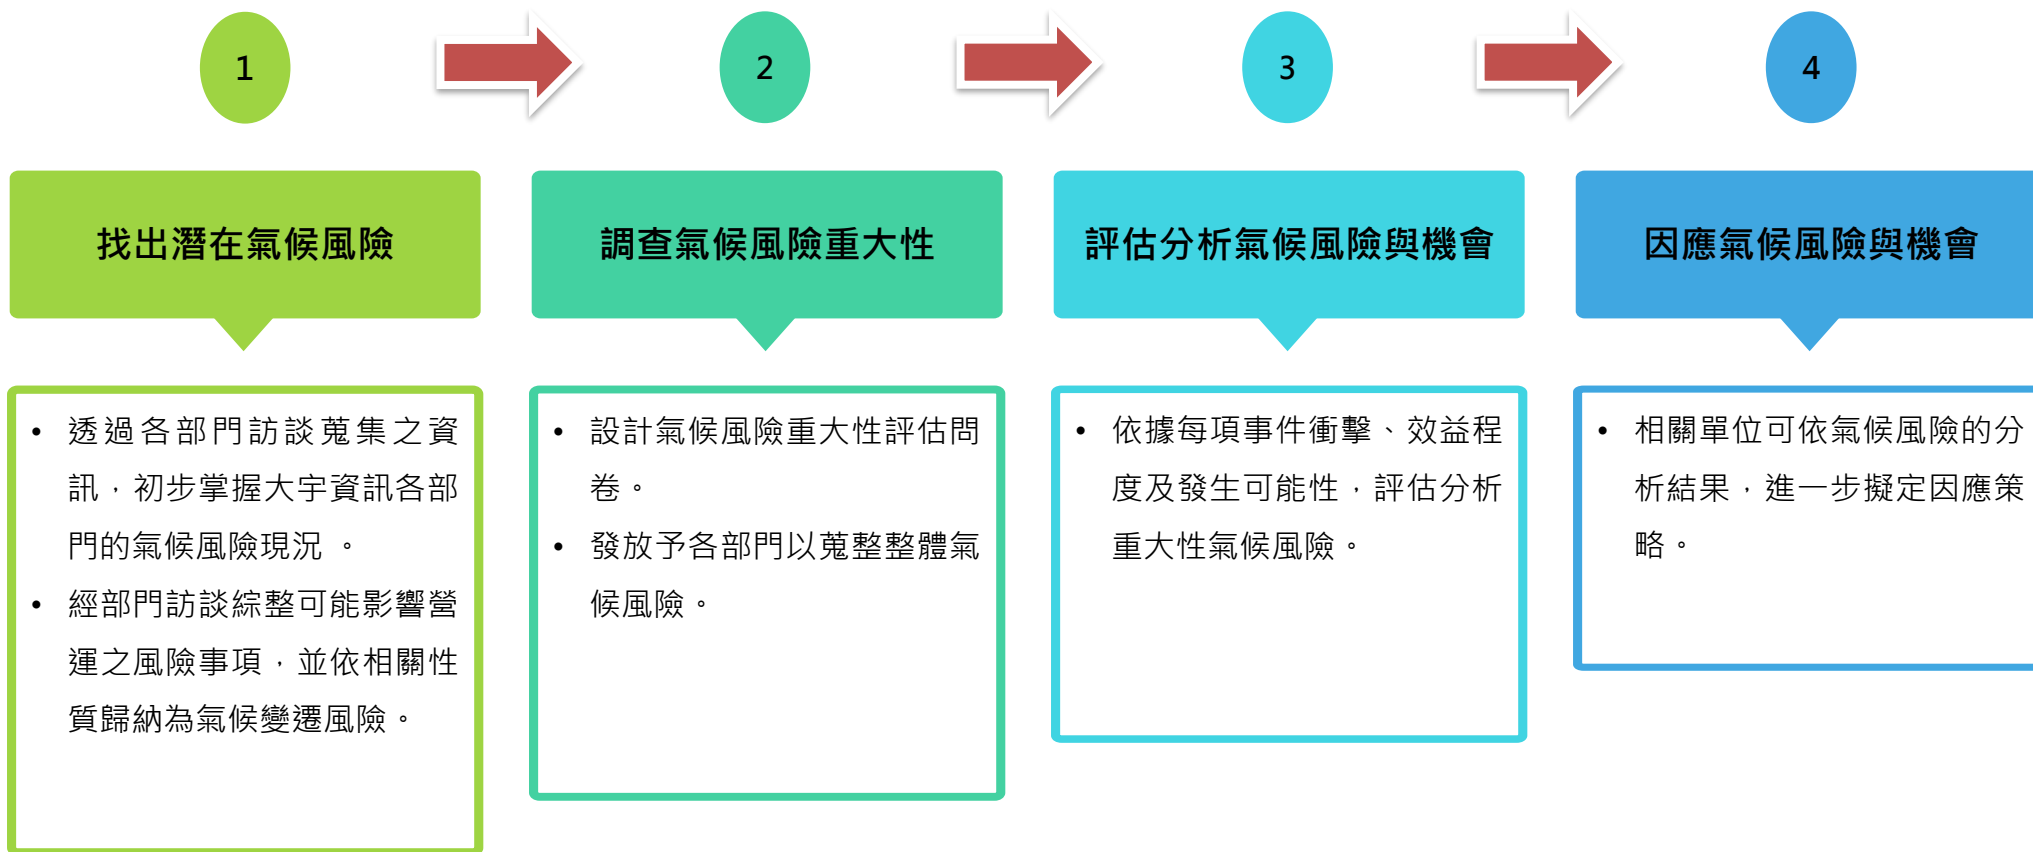 1
2
3
4
找出潛在氣候風險
調查氣候風險重大性
評估分析氣候風險與機會
因應氣候風險與機會
• 透過各部門訪談蒐集之資
訊，初步掌握大宇資訊各部
門的氣候風險現況 。
• 經部門訪談綜整可能影響營
運之風險事項，並依相關性
質歸納為氣候變遷風險。
• 設計氣候風險重大性評估問
卷。
• 發放予各部門以蒐整整體氣
候風險。
• 依據每項事件衝擊、效益程
度及發生可能性，評估分析
重大性氣候風險。
• 相關單位可依氣候風險的分
析結果，進一步擬定因應策
略。